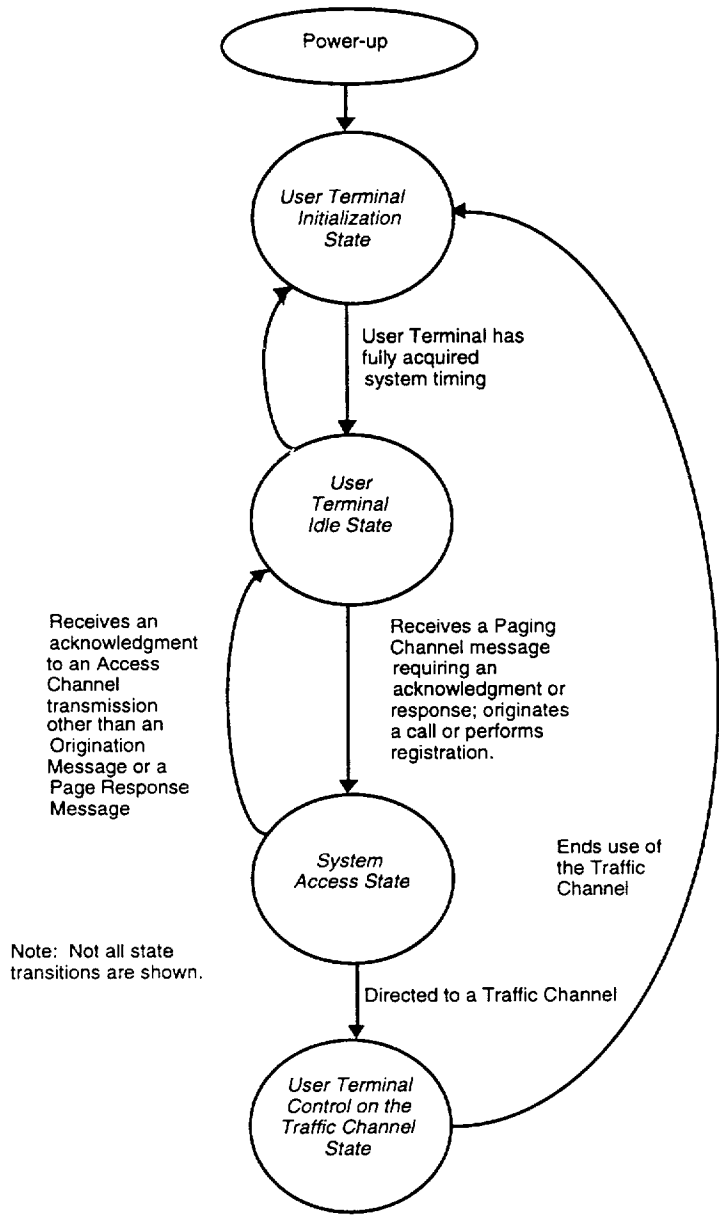 Power-up
User Terminal
Initialization
State
User Terminal has
fully acquired
system timing
User
Terminal
Idle State
Receives an
acknowledgment
to an Access
Channel
transmission
other than an
Origination
Message or a
Page Response
Message
Receives a Paging
Channel message
requiring an
acknowledgment or
response; originates
a call or performs
registration.
System
Access State
Ends use of
the Traffic
Channel
Note: Not all state
transitions are shown.
Directed to a Traffic Channel
User Terminal
Control on the
Traffic Channel
State